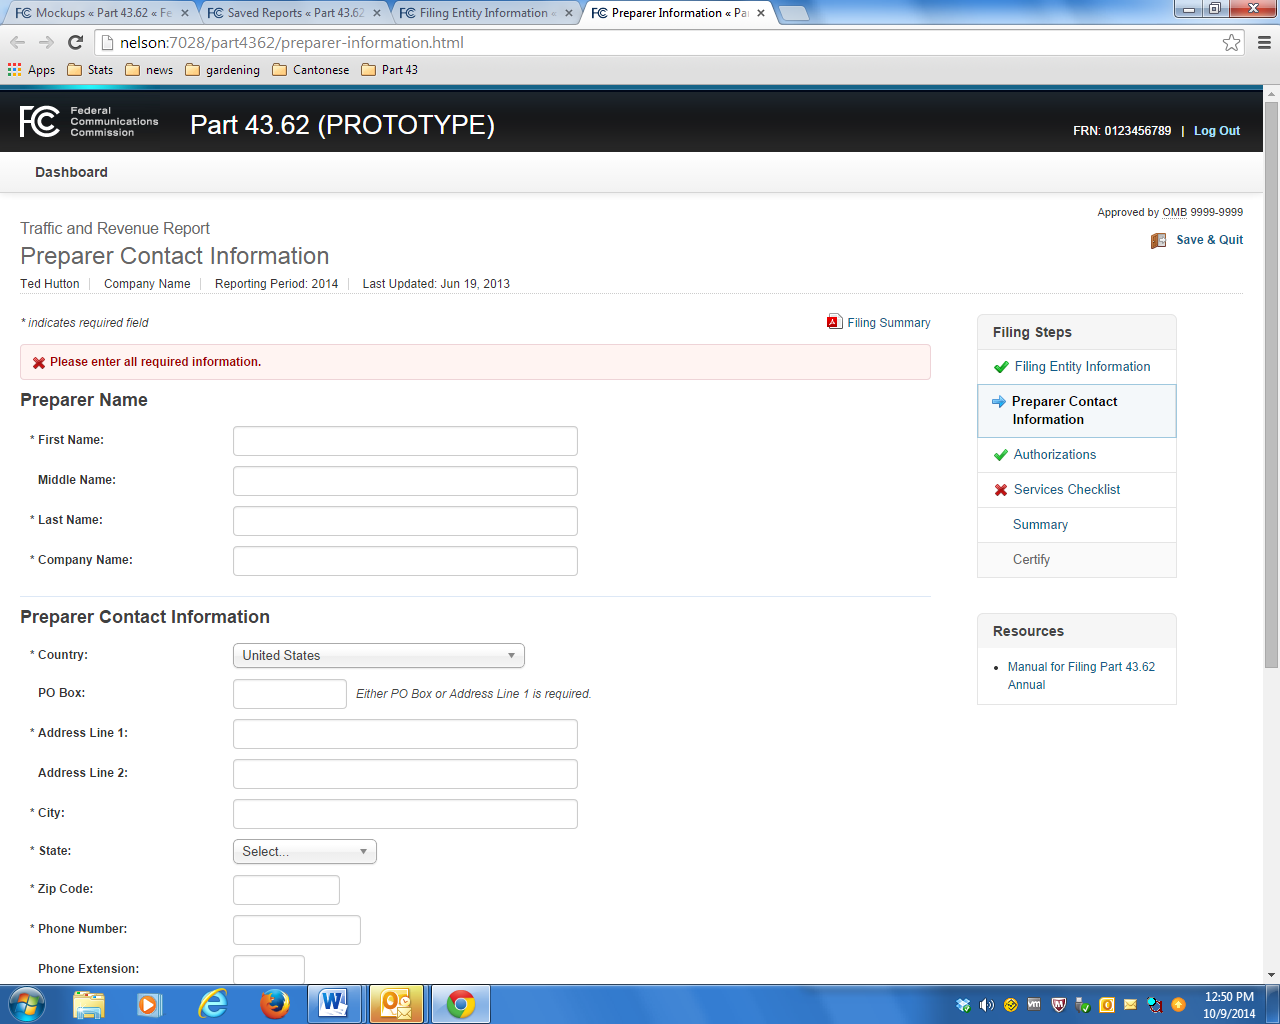 Mockups « Part 43.62 « Fe
Saved Reports « Part 43.62
Filing Entity Information «
Preparer Information « Pa
nelson:7028/part4362/preparer-information.html
Apps Stats news gardening Cantonese Part 43
FCC Federal Communications Commission
Part 43.62 (PROTOTYPE)
FRN: 0123456789 | Log Out
Dashboard
Approved by OMB 9999-9999
Traffic and Revenue Report
Save & Quit
Preparer Contact Information
Ted Hutton Company Name Reporting Period: 2014 Last Updated: Jun 19, 2013
* indicates required field
Filing Summary
Please enter all required information.
Preparer Name
* First Name:
Middle Name:
* Last Name:
* Company Name:
Preparer Contact Information
* Country: United States
PO Box: Either PO Box or Address Line 1 is required.
* Address Line 1:
Address Line 2:
* City:
* State: Select...
* Zip Code:
* Phone Number:
Phone Extension:
Filing Steps
Filing Entity Information
Preparer Contact
Information
Authorizations
Services Checklist
Summary
Certify
Resources
• Manual for Filing Part 43.62
Annual
12:50 PM
10/9/2014